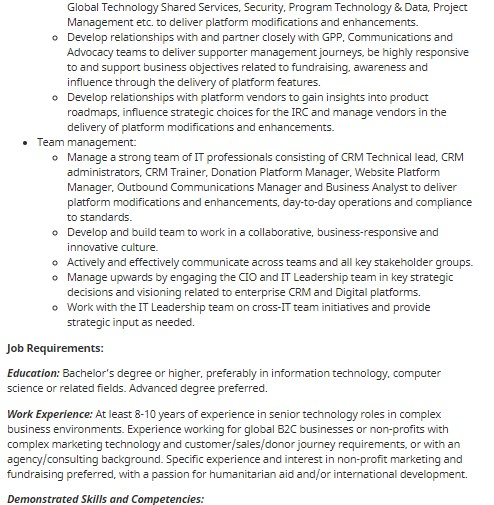 Global Technology Shared Services, Security, Program Technology & Data, Project
Management etc. to deliver platform modifications and enhancements.
o Develop relationships with and partner closely with GPP, Communications and
Advocacy teams to deliver supporter management journeys, be highly responsive
to and support business objectives related to fundraising, awareness and
influence through the delivery of platform features.
o Develop relationships with platform vendors to gain insights into product
roadmaps, influence strategic choices for the IRC and manage vendors in the
delivery of platform modifications and enhancements.
• Team management:
o Manage a strong team of IT professionals consisting of CRM Technical lead, CRM
administrators, CRM Trainer, Donation Platform Manager, Website Platform
Manager, Outbound Communications Manager and Business Analyst to deliver
platform modifications and enhancements, day-to-day operations and compliance
to standards.
o Develop and build team to work in a collaborative, business-responsive and
innovative culture.
o Actively and effectively communicate across teams and all key stakeholder groups.
o Manage upwards by engaging the CIO and IT Leadership team in key strategic
decisions and visioning related to enterprise CRM and Digital platforms.
o Work with the IT Leadership team on cross-IT team initiatives and provide
strategic input as needed.
Job Requirements:
Education: Bachelor's degree or higher, preferably in information technology, computer
science or related fields. Advanced degree preferred.
Work Experience: At least 8-10 years of experience in senior technology roles in complex
business environments. Experience working for global B2C businesses or non-profits with
complex marketing technology and customer/sales/donor journey requirements, or with an
agency/consulting background. Specific experience and interest in non-profit marketing and
fundraising preferred, with a passion for humanitarian aid and/or international development.
Demonstrated Skills and Competencies: